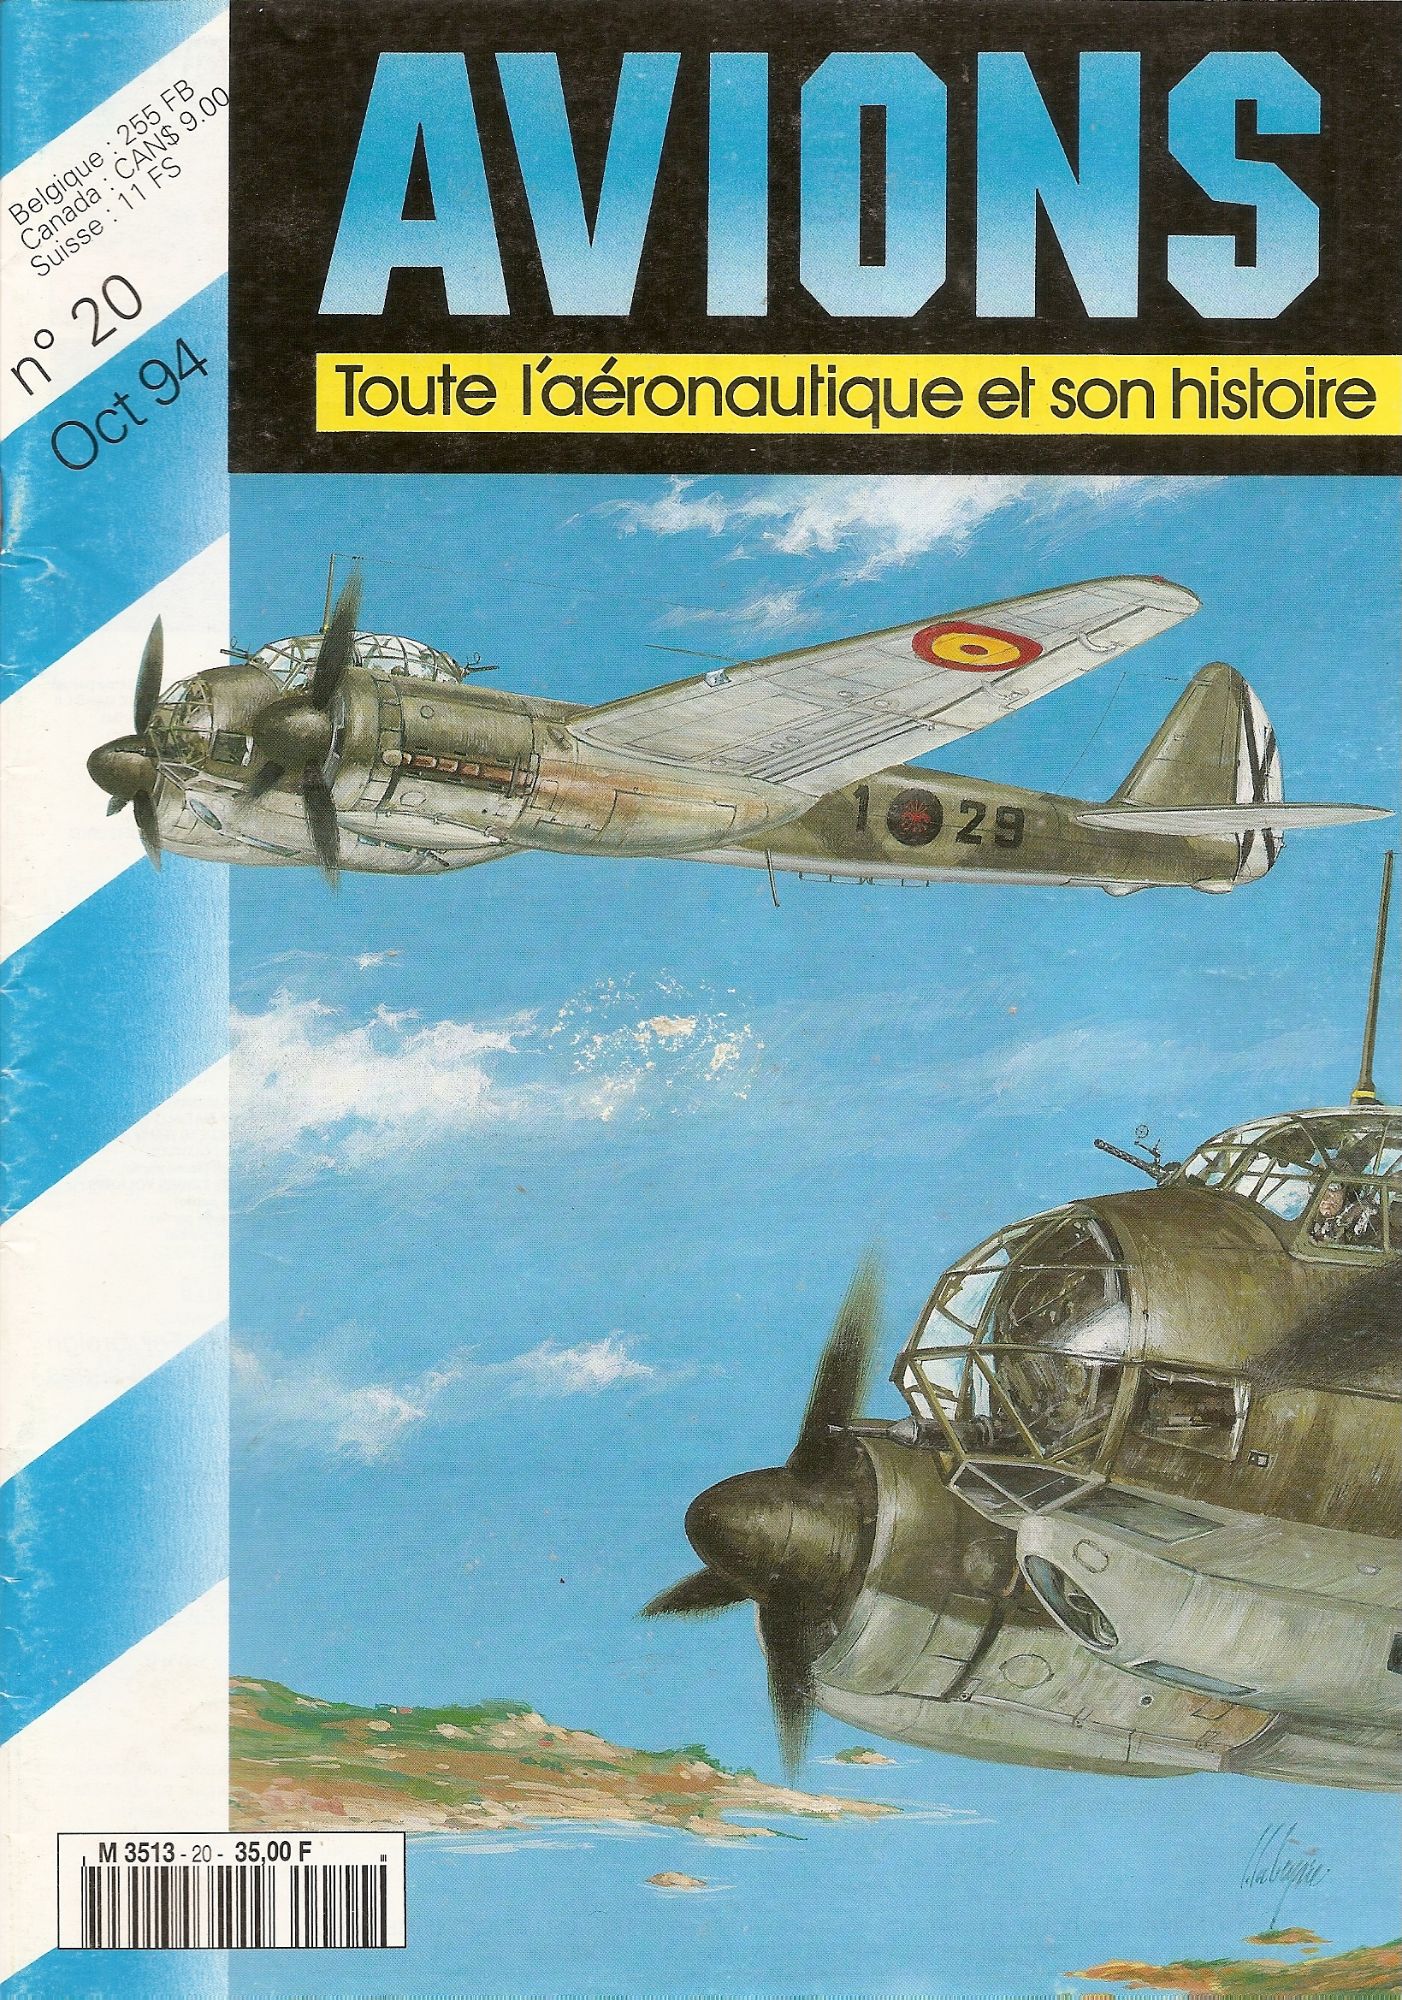 Belgique : 255 FB
Canada : CAN$ 9.00
Suisse : 11 FS
n° 20
Oct 94
AVIONS
Toute l'aéronautique et son histoire
1 29
M 3513 - 20 - 35,00 F